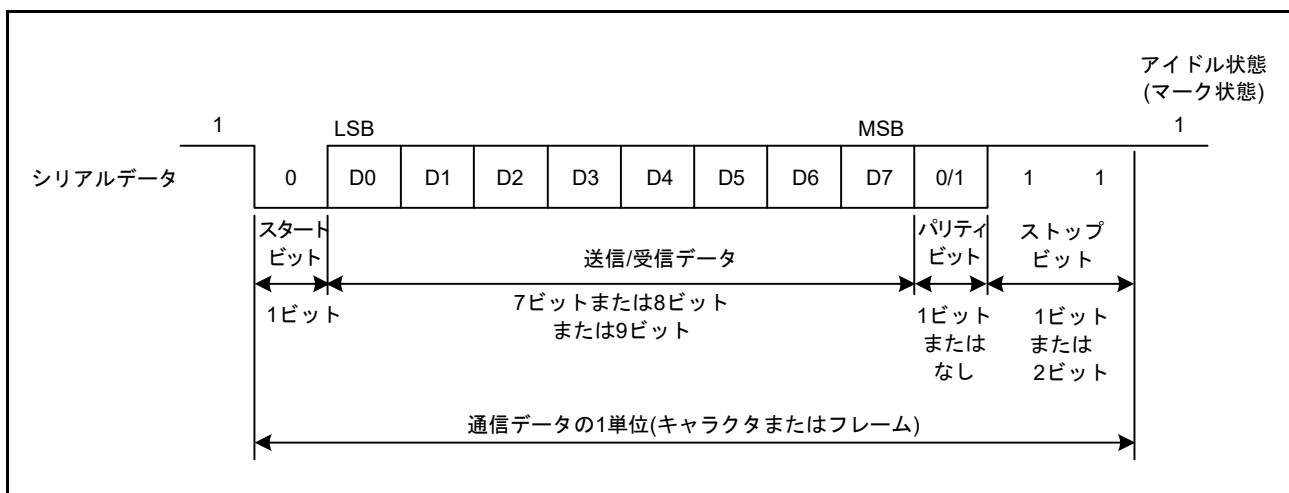 アイドル状態
(マーク状態)
1 LSB MSB 1
シリアルデータ 0 D0 D1 D2 D3 D4 D5 D6 D7 0/1 1 1
スタート
ビット
送信/受信データ
パリティ
ビット
ストップ
ビット
1ビット
7ビットまたは8ビット
または9ビット
1ビット
または
なし
1ビット
または
2ビット
通信データの1単位(キャラクタまたはフレーム)